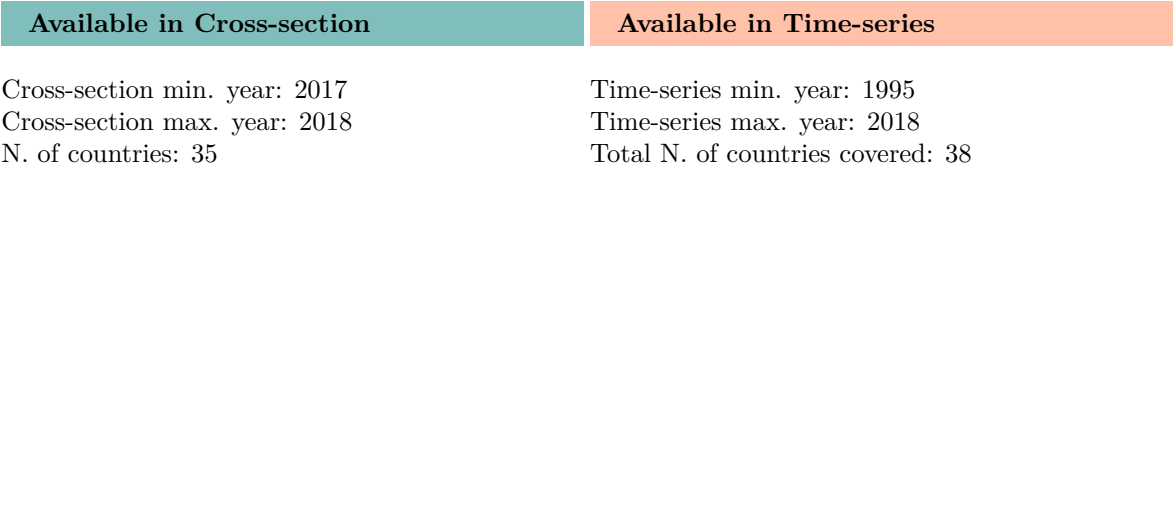 Available in Cross-section
Available in Time-series
Cross-section min. year: 2017
Cross-section max. year: 2018
N. of countries: 35
Time-series min. year: 1995
Time-series max. year: 2018
Total N. of countries covered: 38